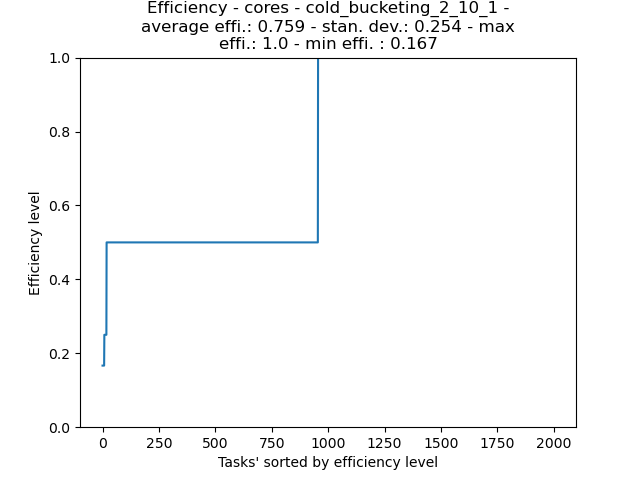 Efficiency - cores - cold_bucketing_2_10_1 -
average effi.: 0.759 - stan. dev.: 0.254 - max
effi.: 1.0 - min effi. : 0.167
1.0
0.8
0.6
0.4
0.2
0.0
Efficiency level
0 250 500 750 1000 1250 1500 1750 2000
Tasks' sorted by efficiency level